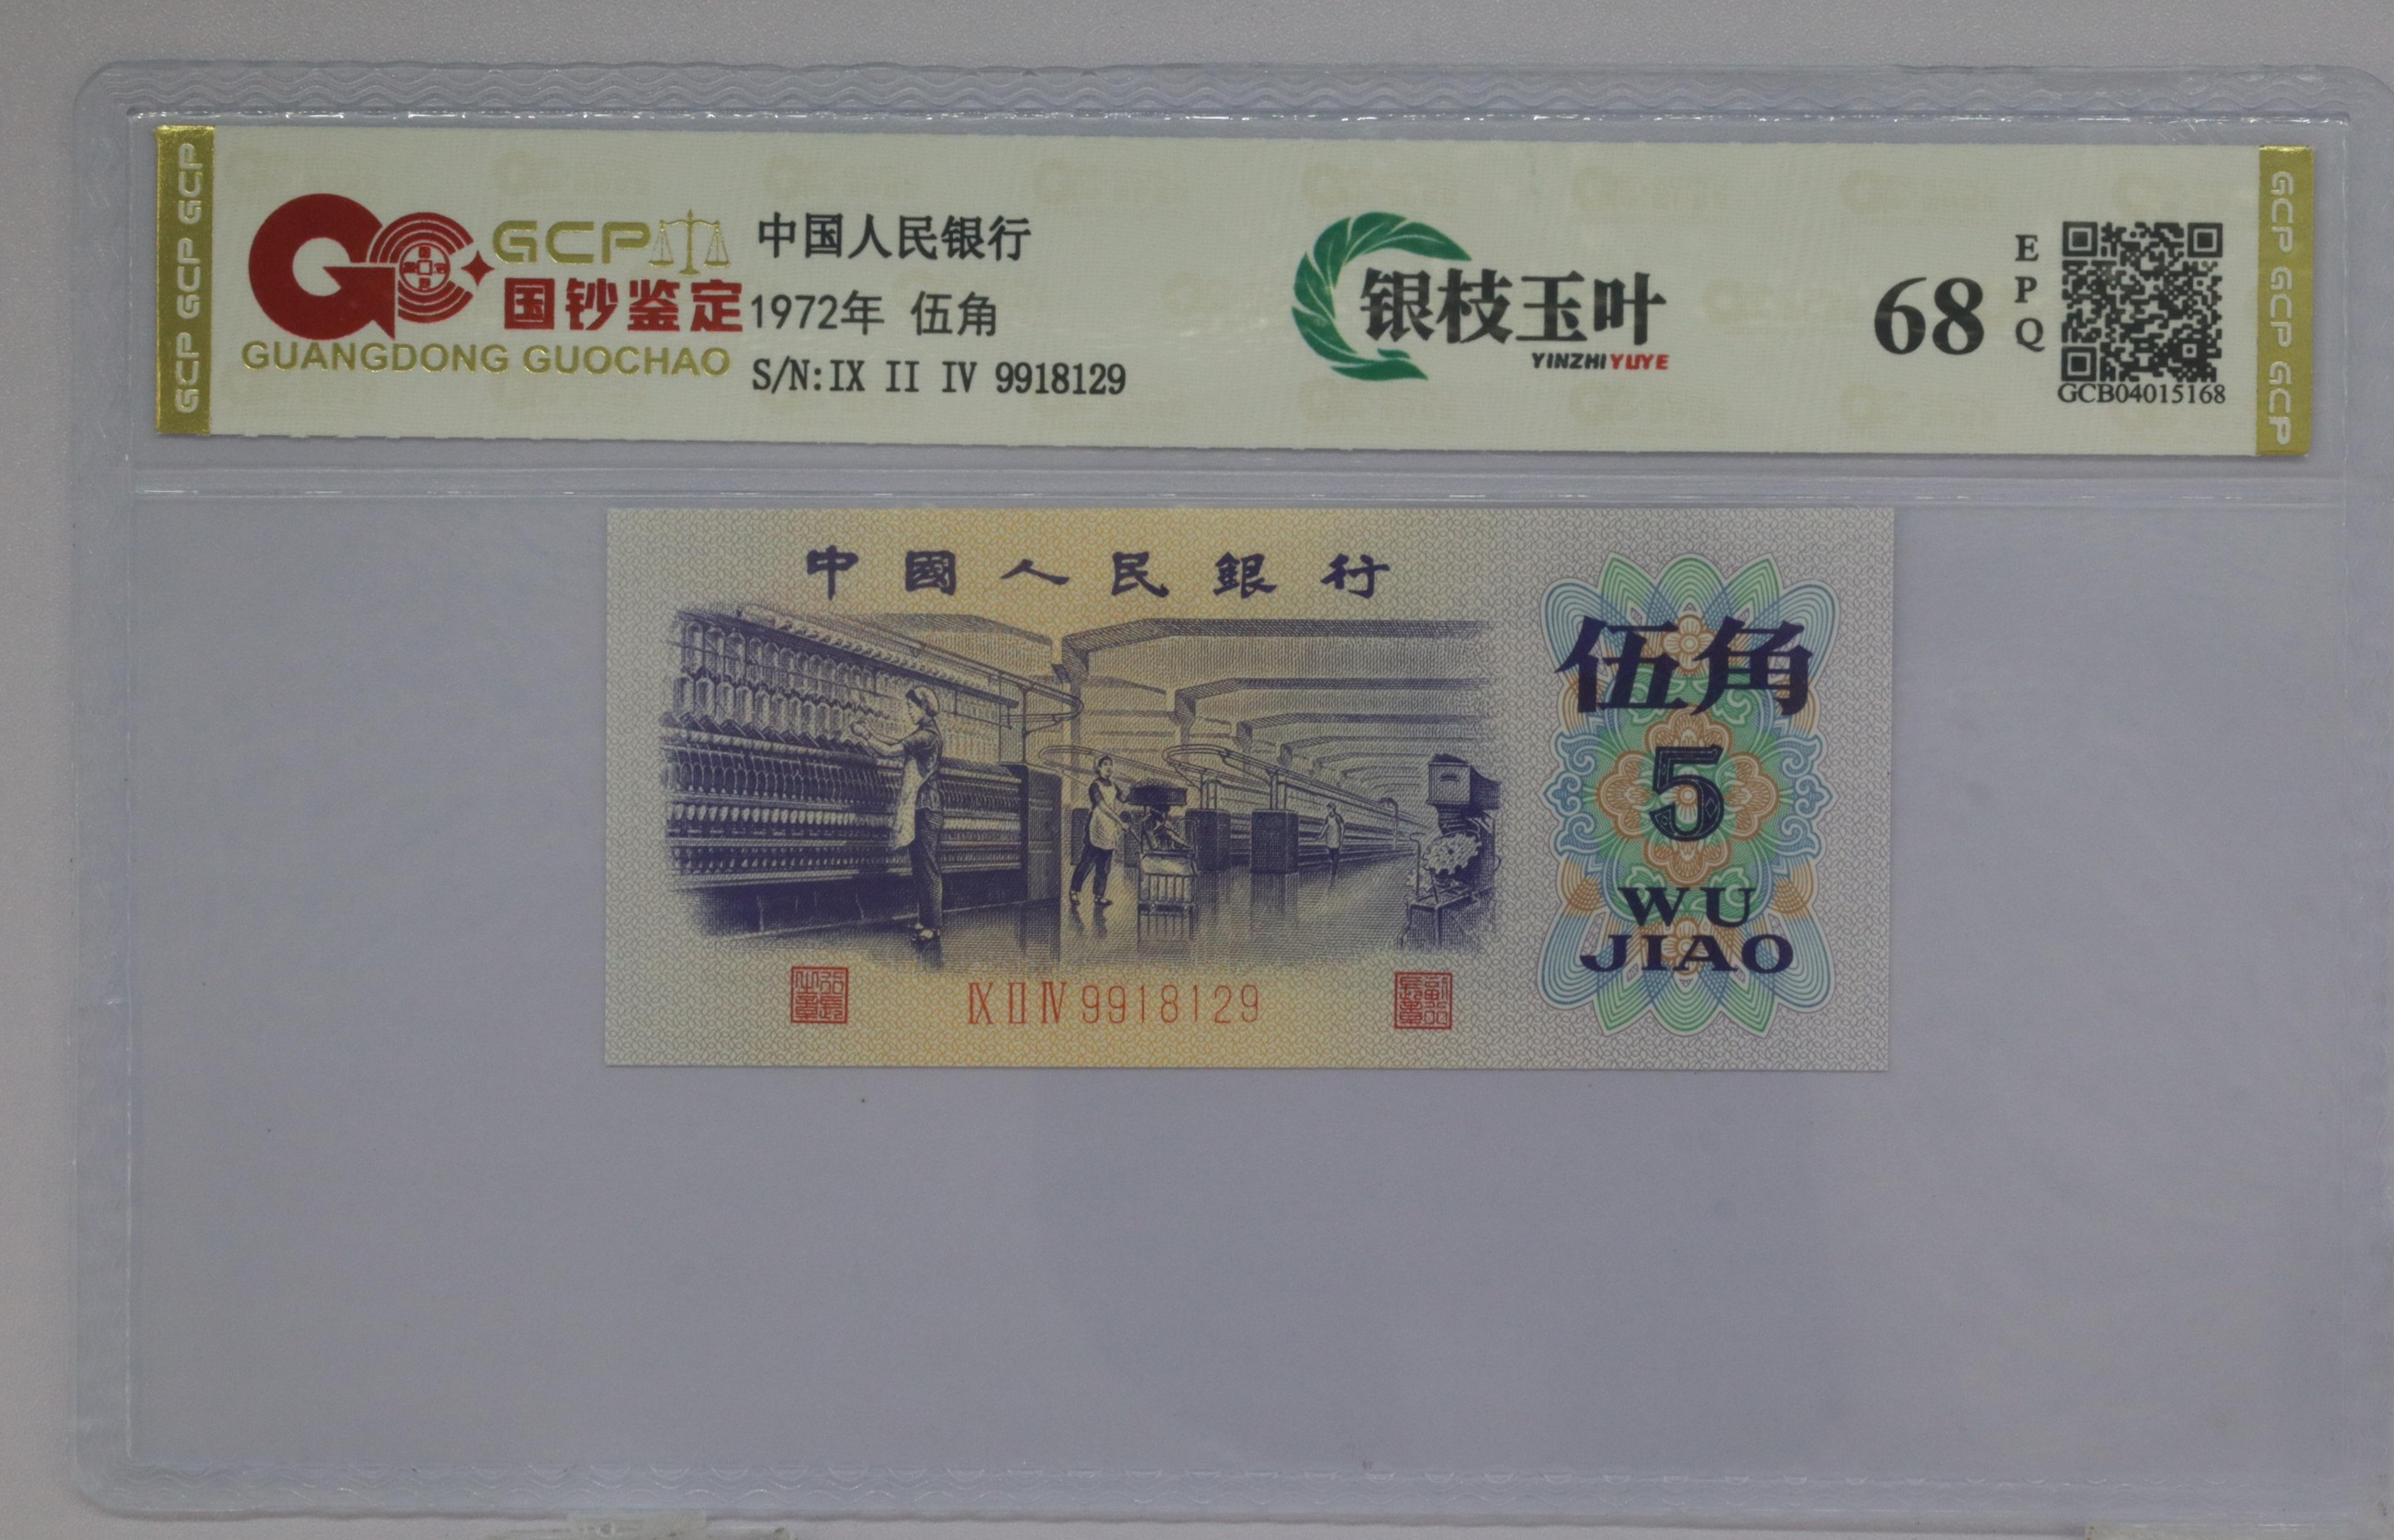 GCP GCP GCP
GCP
国钞鉴定
GUANGDONG GUOCHAO
中国人民银行
1972年 伍角
S/N:IX II IV 9918129
银枝玉叶
YINZHIYUYE
68
EPQ
GCB04015168
GCP GCP GCP
中國人民銀行
伍角
5
WU
JIAO
IX II IV 9918129